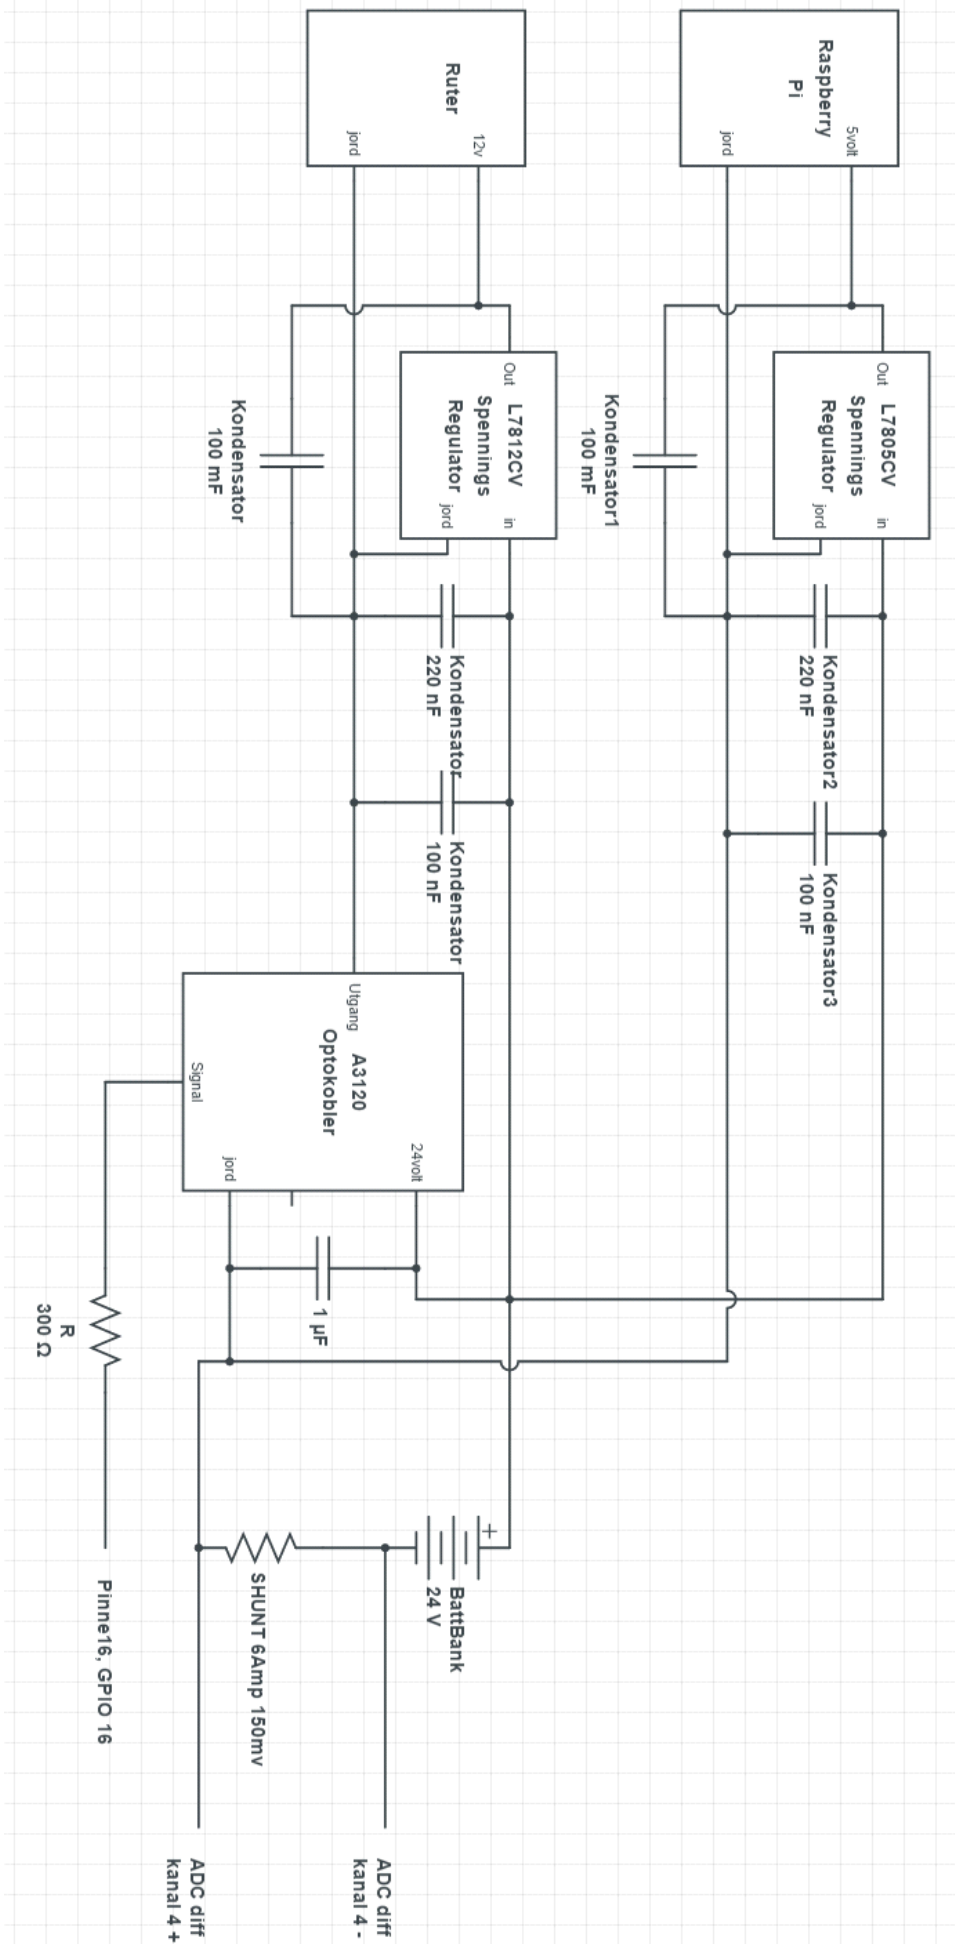 Raspberry
Pi
5volt
jord
L7805CV
Spennings
Regulator
Out
in
jord
Kondensator1
100 mF
Kondensator2
220 nF
Kondensator3
100 nF
Ruter
12v
jord
L7812CV
Spennings
Regulator
Out
in
jord
Kondensator
100 mF
Kondensator
220 nF
Kondensator
100 nF
A3120
Optokobler
Utgang
24volt
Signal
jord
1 µF
R
300 Ω
Pinne16, GPIO 16
+
BattBank
24 V
SHUNT 6Amp 150mv
ADC diff
kanal 4 -
ADC diff
kanal 4 +